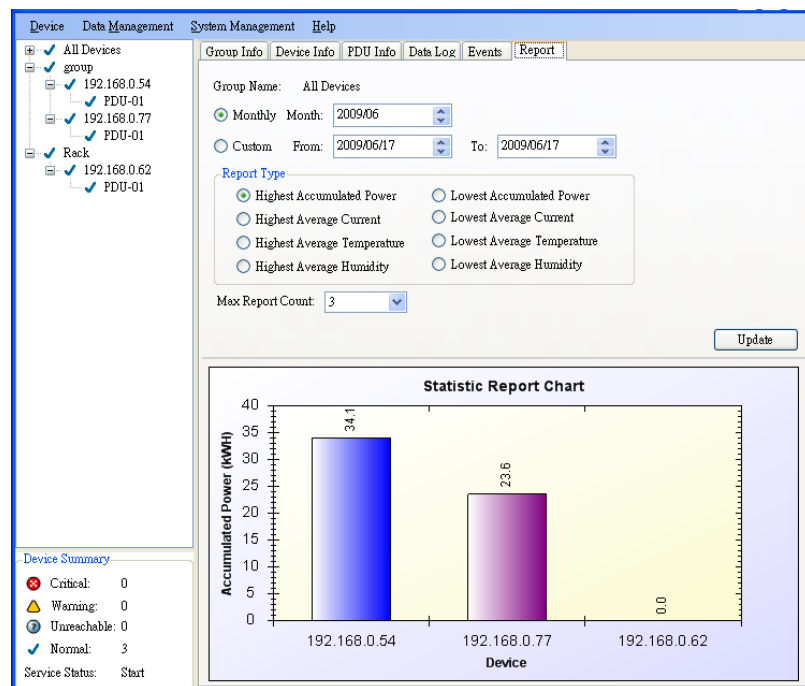 Device Data Management System Management Help
All Devices
group
192.168.0.54
PDU-01
192.168.0.77
PDU-01
Rack
192.168.0.62
PDU-01
Device Summary
Critical: 0
Warning: 0
Unreachable: 0
Normal: 3
Service Status: Start
Group Info Device Info PDU Info Data Log Events Report
Group Name: All Devices
Monthly Month: 2009/06
Custom From: 2009/06/17 To: 2009/06/17
Report Type
Highest Accumulated Power Lowest Accumulated Power
Highest Average Current Lowest Average Current
Highest Average Temperature Lowest Average Temperature
Highest Average Humidity Lowest Average Humidity
Max Report Count: 3
Update
Statistic Report Chart
Accumulated Power (KWH)
40
35
30
25
20
15
10
5
0
34.1
23.6
0.0
192.168.0.54 192.168.0.77 192.168.0.62
Device